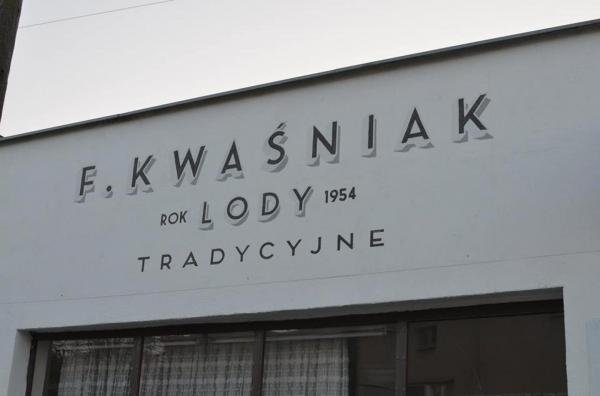 F. KWAŚNIAK
ROK LODY 1954
TRADYCYJNE